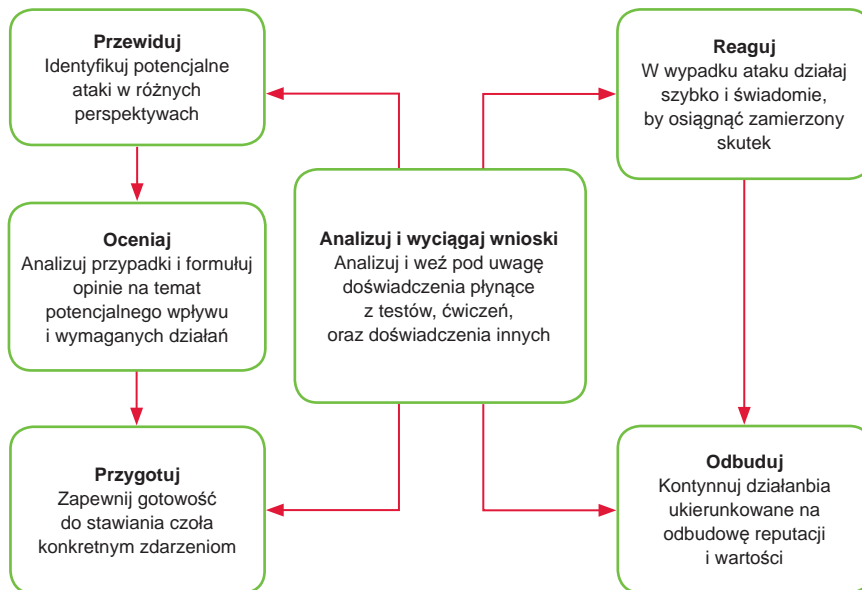 Przewiduj
Identyfikuj potencjalne
ataki w różnych
perspektywach
Oceniaj
Analizuj przypadki i formułuj
opinie na temat
potencjalnego wpływu
i wymaganych działań
Przygotuj
Zapewnij gotowość
do stawiania czoła
konkretnym zdarzeniom
Analizuj i wyciągaj wnioski
Analizuj i weź pod uwagę
doświadczenia płynące
z testów, ćwiczeń,
oraz doświadczenia innych
Reaguj
W wypadku ataku działaj
szybko i świadomie,
by osiągnąć zamierzony
skutek
Odbuduj
Kontynnuj działanbia
ukierunkowane na
odbudowę reputacji
i wartości